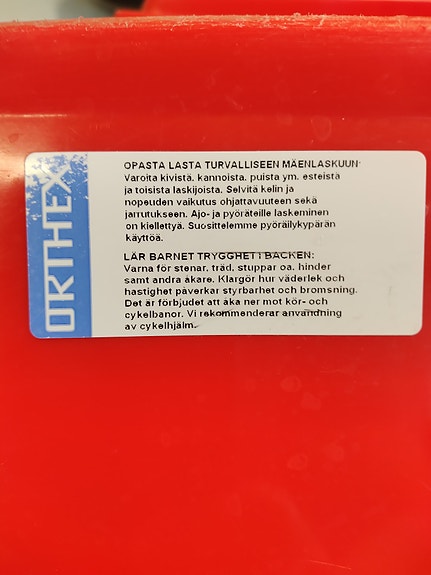 ORTHEX
OPASTA LASTA TURVALLISEEN MÄENLASKUUN:
Varoita kivistä, kannoista, puista ym. esteistä
ja toisista laskijoista. Selvitä kelin ja
nopeuden vaikutus ohjattavuuteen sekä
jarrutukseen. Ajo- ja pyöräteille laskeminen
on kiellettyä. Suosittelemme pyöräilykypärän
käyttöä.
LÄR BARNET TRYGGHET I BACKEN:
Varna för stenar, träd, stuppar oa. hinder
samt andra åkare. Klargör hur väderlek och
hastighet påverkar styrbarhet och bromsning.
Det är förbjudet att åka ner mot kör- och
cykelbanor. Vi rekommenderar användning
av cykelhjälm.